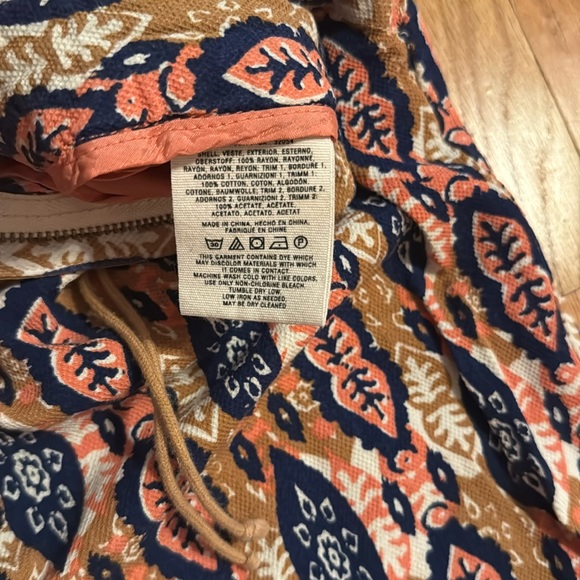 SHELL, VESTE, EXTERIOR, ESTERNO,
OBERSTOFF: 100% RAYON, RAYONNE,
RAYON, RAYON, REYON; TRIM 1, BORDURE 1,
ADORNOS 1, GUARNIZIONI 1, TRIMS 1:
100% COTTON, COTON, ALGODÓN
COTONE, BAUMWOLLE; TRIM 2, BORDURE 2,
ADORNOS 2, GUARNIZIONI 2, TRIMS 2:
100% ACETATE, ACÉTATE,
ACETATO, ACETATO, ACETAT
MADE IN CHINA, HECHO EN CHINA,
FABRIQUÉ EN CHINE
30
THIS GARMENT CONTAINS DYE WHICH
MAY DISCOLOR MATERIALS WITH WHICH
IT COMES IN CONTACT.
MACHINE WASH COLD WITH LIKE COLORS.
USE ONLY NON-CHLORINE BLEACH.
TUMBLE DRY LOW.
LOW IRON AS NEEDED.
MAY BE DRY CLEANED